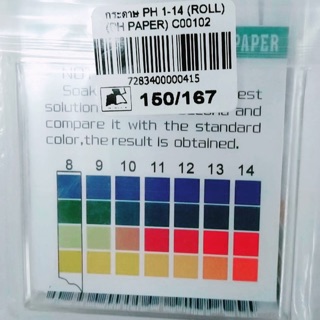 กระดาษ PH 1-14 (ROLL)
(PH PAPER) C00102
7283400000415
150/167
PAPER
NO
Soak
est
solution
second and
compare it with the standard
color,the result is obtained.
8 9 10 11 12 13 14